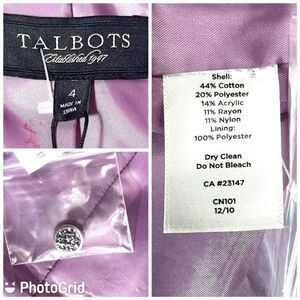 TALBOTS
Established 1947
4
MADE IN
CHINA
Shell:
44% Cotton
20% Polyester
14% Acrylic
11% Rayon
11% Nylon
Lining:
100% Polyester
Dry Clean
Do Not Bleach
CA #23147
CN101
12/10
PhotoGrid